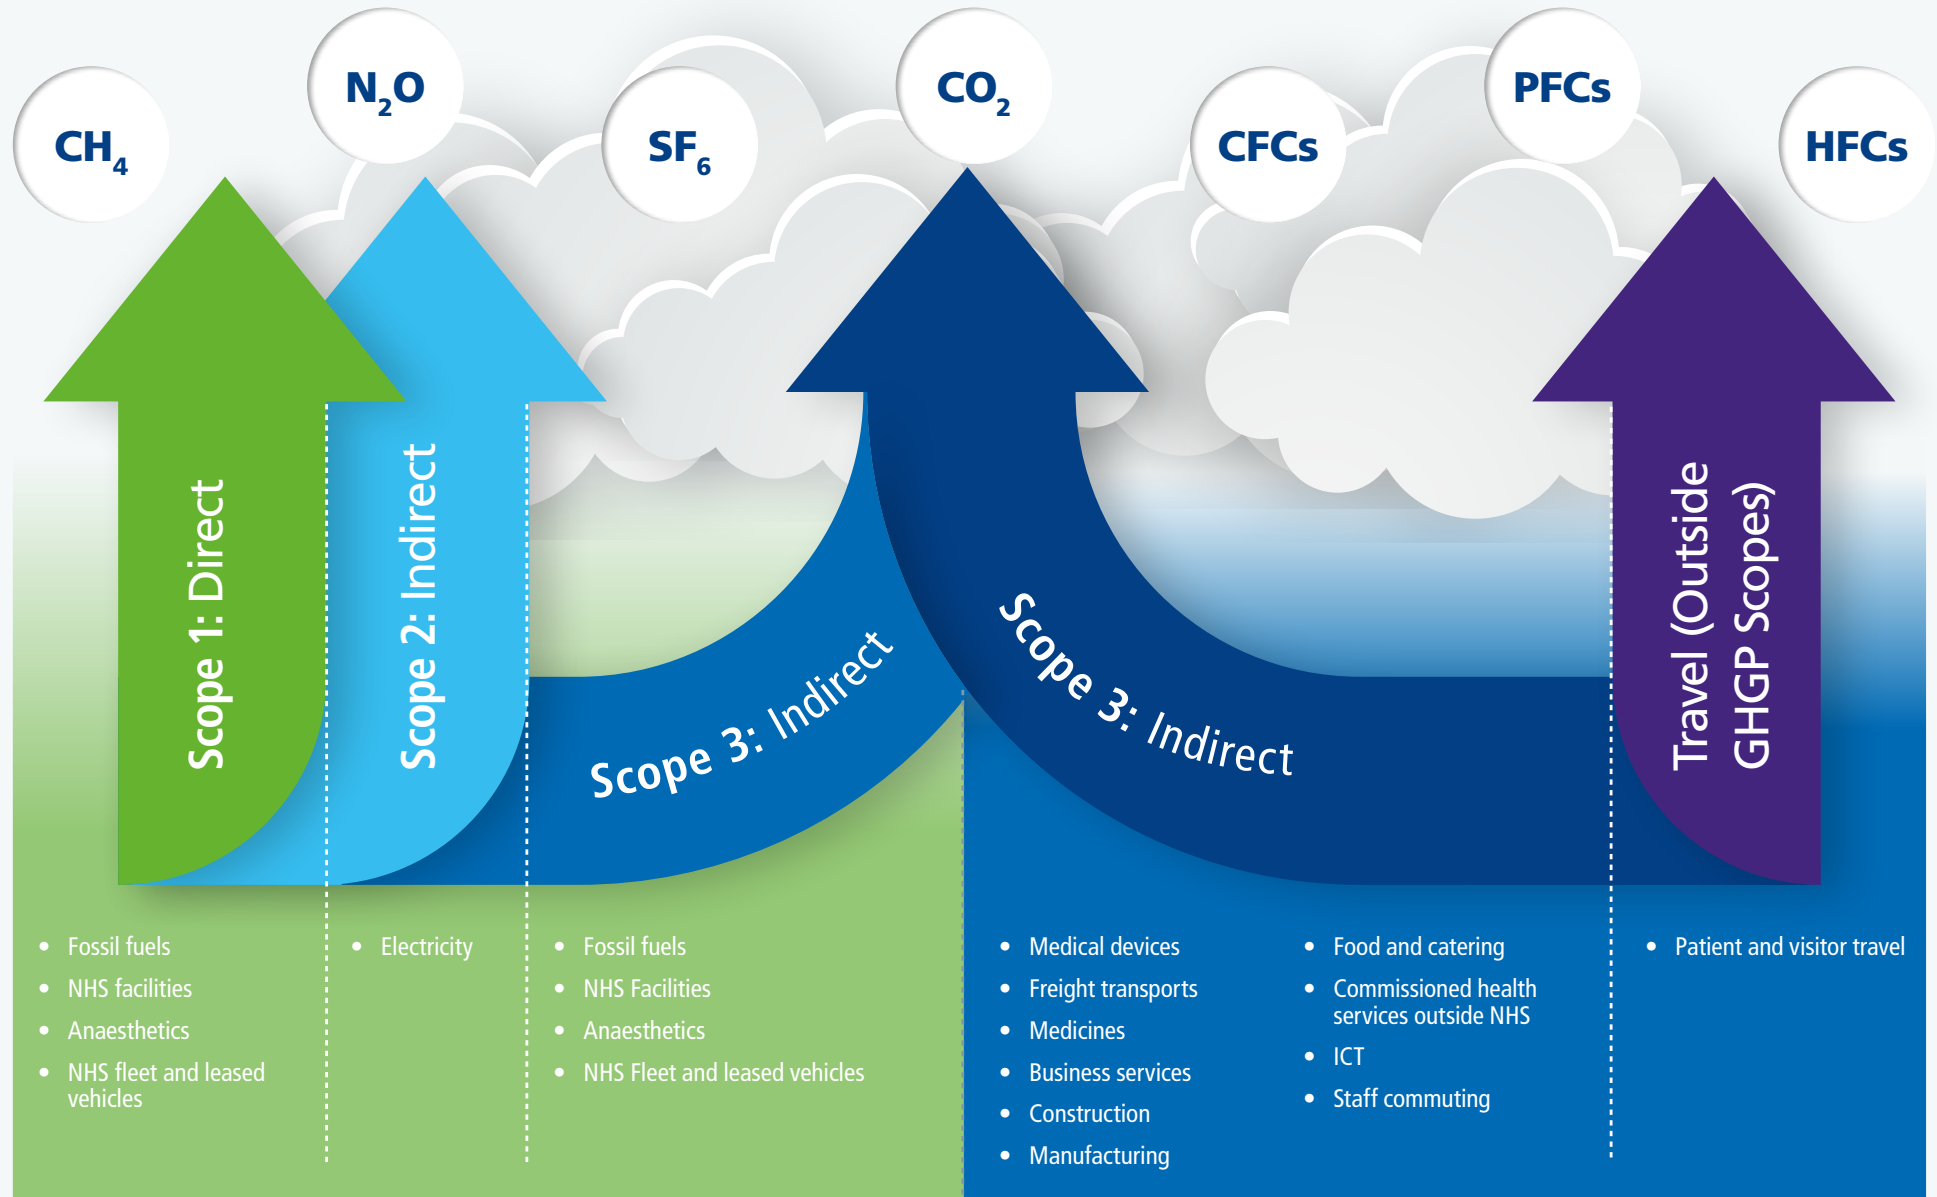 CH₄
N₂O
SF₆
CO₂
CFCs
PFCs
HFCs
Scope 1: Direct
Scope 2: Indirect
Scope 3: Indirect
Scope 3: Indirect
Travel (Outside
GHGP Scopes)
• Fossil fuels
• NHS facilities
• Anaesthetics
• NHS fleet and leased
vehicles
• Electricity
• Fossil fuels
• NHS Facilities
• Anaesthetics
• NHS Fleet and leased vehicles
• Medical devices
• Freight transports
• Medicines
• Business services
• Construction
• Manufacturing
• Food and catering
• Commissioned health
services outside NHS
• ICT
• Staff commuting
• Patient and visitor travel